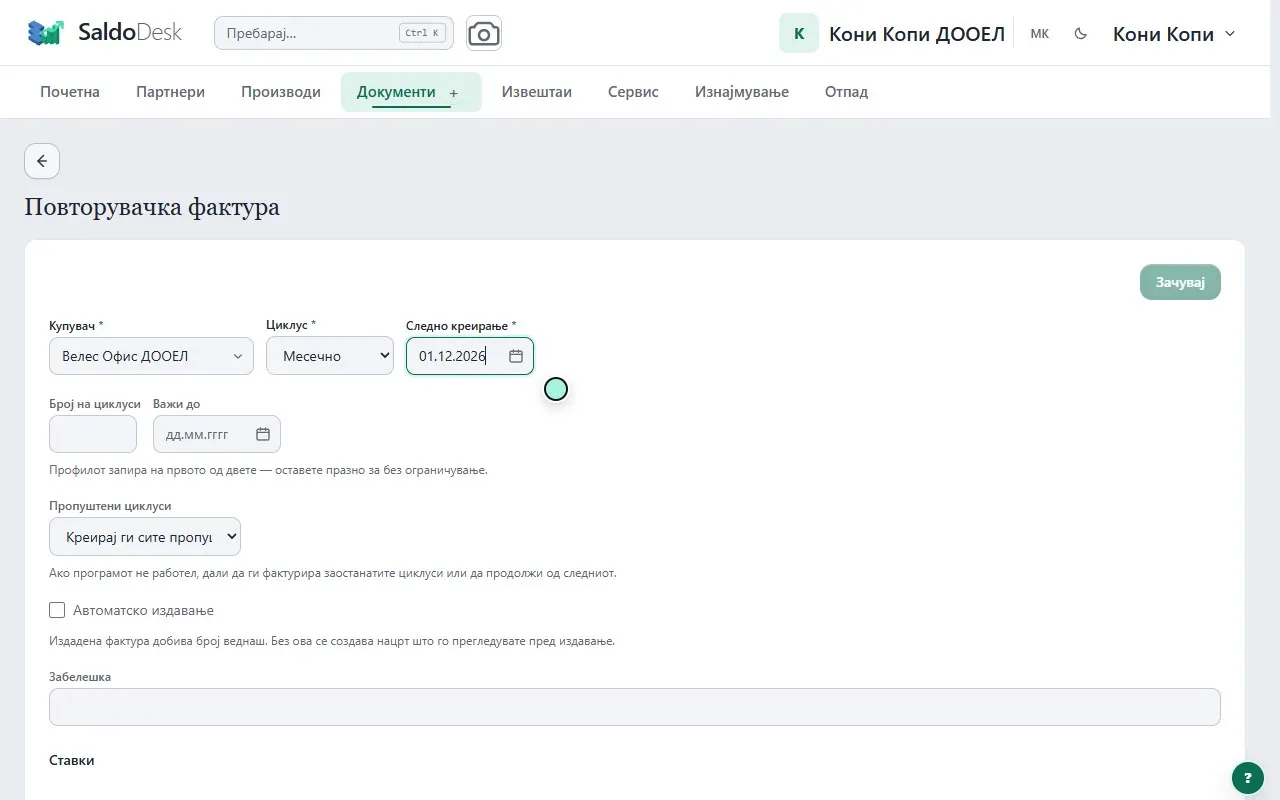 SaldoDesk
Пребарај...
Ctrl K
К
Кони Копи ДООЕЛ
МК
Кони Копи
Почетна
Партнери
Производи
Документи +
Извештаи
Сервис
Изнајмување
Отпад
Повторувачка фактура
Зачувај
Купувач *
Циклус *
Следно креирање *
Велес Офис ДООЕЛ
Месечно
01.12.2026
Број на циклуси
Важи до
дд.мм.гггг
Профилот запира на првото од двете — оставете празно за без ограничување.
Пропуштени циклуси
Креирај ги сите пропуш
Ако програмот не работел, дали да ги фактурира заостанатите циклуси или да продолжи од следниот.
Автоматско издавање
Издадена фактура добива број веднаш. Без ова се создава нацрт што го прегледувате пред издавање.
Забелешка
Ставки
?